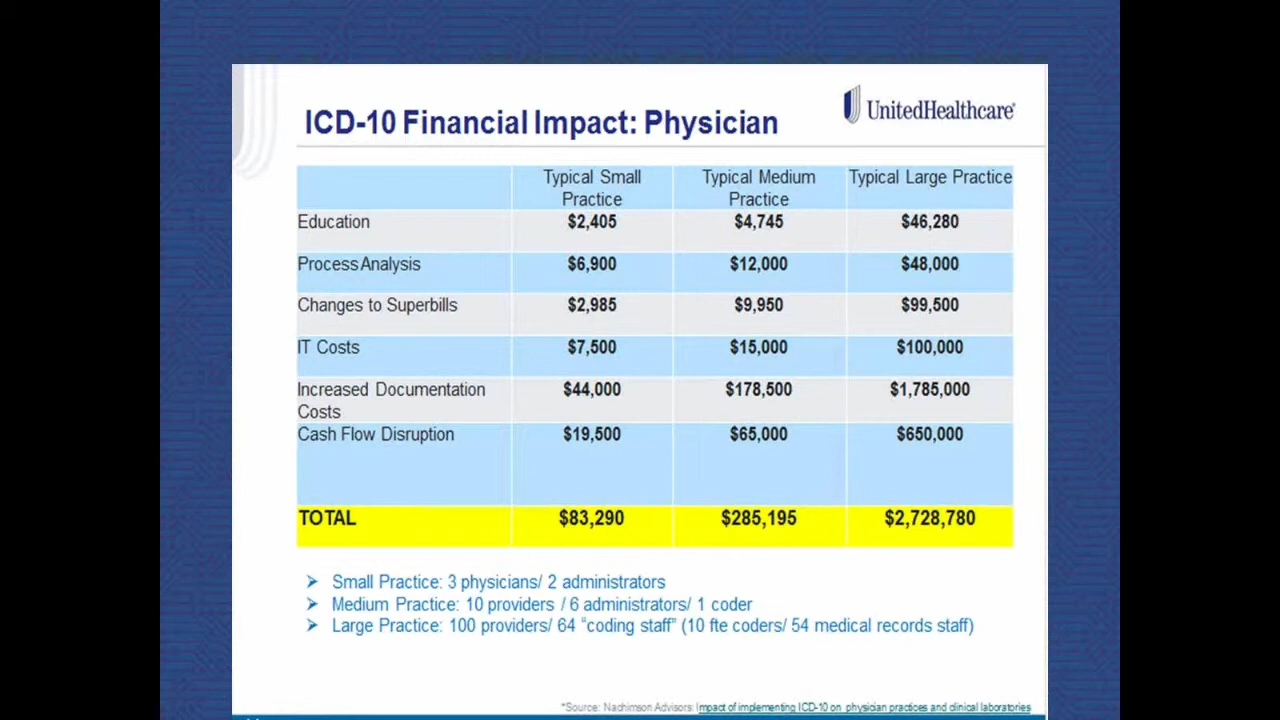 ICD-10 Financial Impact: Physician
UnitedHealthcare®
Typical Small Practice Typical Medium Practice Typical Large Practice
Education $2,405 $4,745 $46,280
Process Analysis $6,900 $12,000 $48,000
Changes to Superbills $2,985 $9,950 $99,500
IT Costs $7,500 $15,000 $100,000
Increased Documentation Costs $44,000 $178,500 $1,785,000
Cash Flow Disruption $19,500 $65,000 $650,000
TOTAL $83,290 $285,195 $2,728,780
Small Practice: 3 physicians/ 2 administrators
Medium Practice: 10 providers / 6 administrators/ 1 coder
Large Practice: 100 providers/ 64 “coding staff” (10 fte coders/ 54 medical records staff)
*Source: Nachimson Advisors: Impact of implementing ICD-10 on physician practices and clinical laboratories